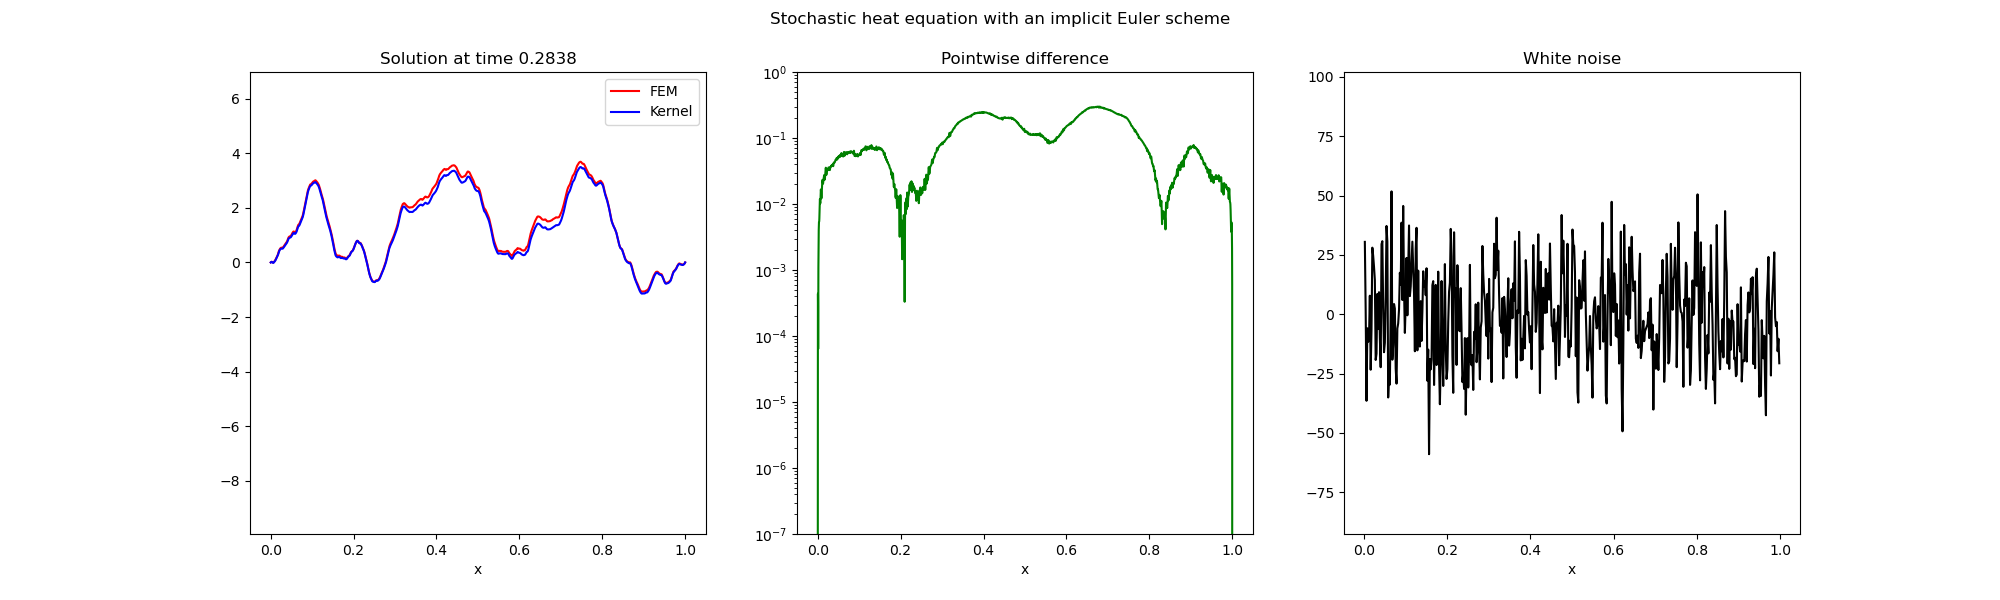 Stochastic heat equation with an implicit Euler scheme
Solution at time 0.2838
FEM
Kernel
6
4
2
0
−2
−4
−6
−8
0.0 0.2 0.4 0.6 0.8 1.0
x
Pointwise difference
10⁰
10⁻¹
10⁻²
10⁻³
10⁻⁴
10⁻⁵
10⁻⁶
10⁻⁷
0.0 0.2 0.4 0.6 0.8 1.0
x
White noise
100
75
50
25
0
−25
−50
−75
0.0 0.2 0.4 0.6 0.8 1.0
x